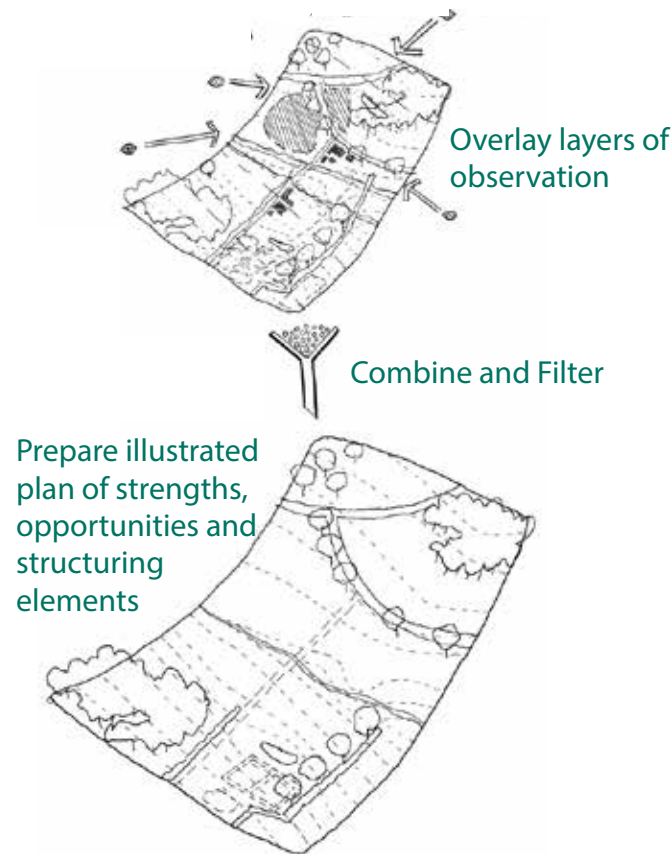 Overlay layers of
observation
Combine and Filter
Prepare illustrated
plan of strengths,
opportunities and
structuring
elements